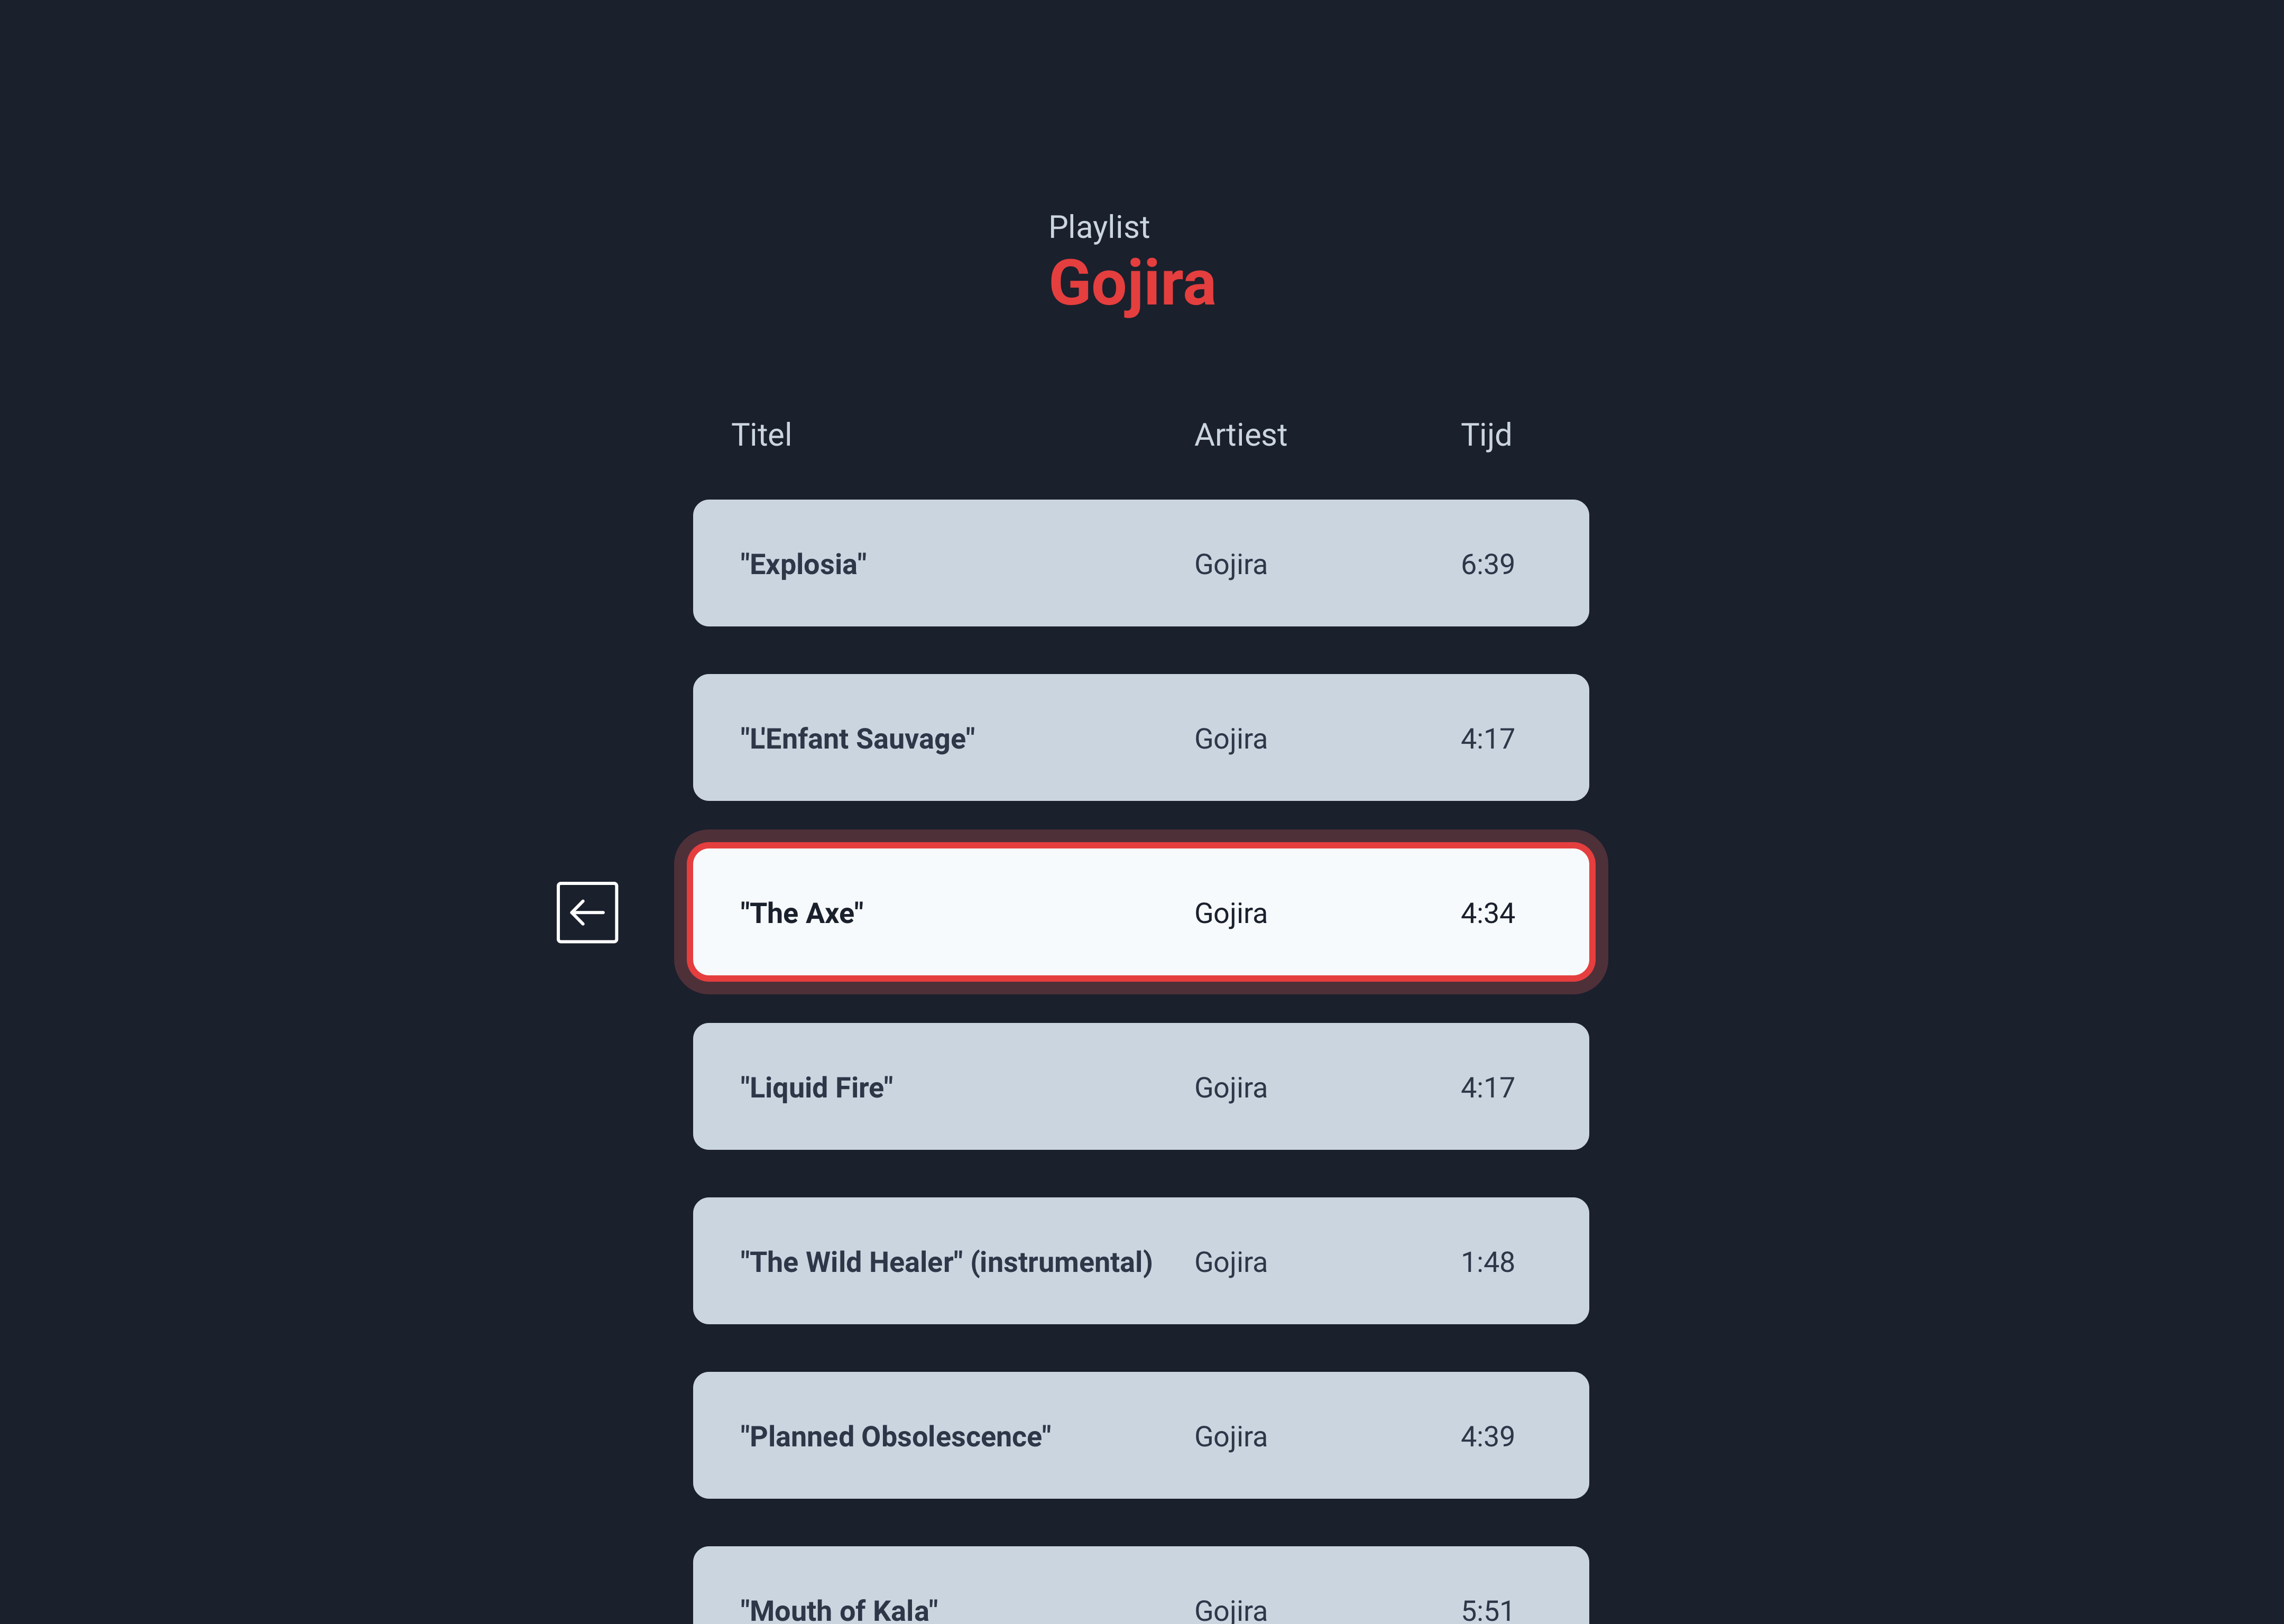 Playlist
Gojira
Titel Artiest Tijd
"Explosia" Gojira 6:39
"L'Enfant Sauvage" Gojira 4:17
"The Axe" Gojira 4:34
"Liquid Fire" Gojira 4:17
"The Wild Healer" (instrumental) Gojira 1:48
"Planned Obsolescence" Gojira 4:39
"Mouth of Kala" Gojira 5:51